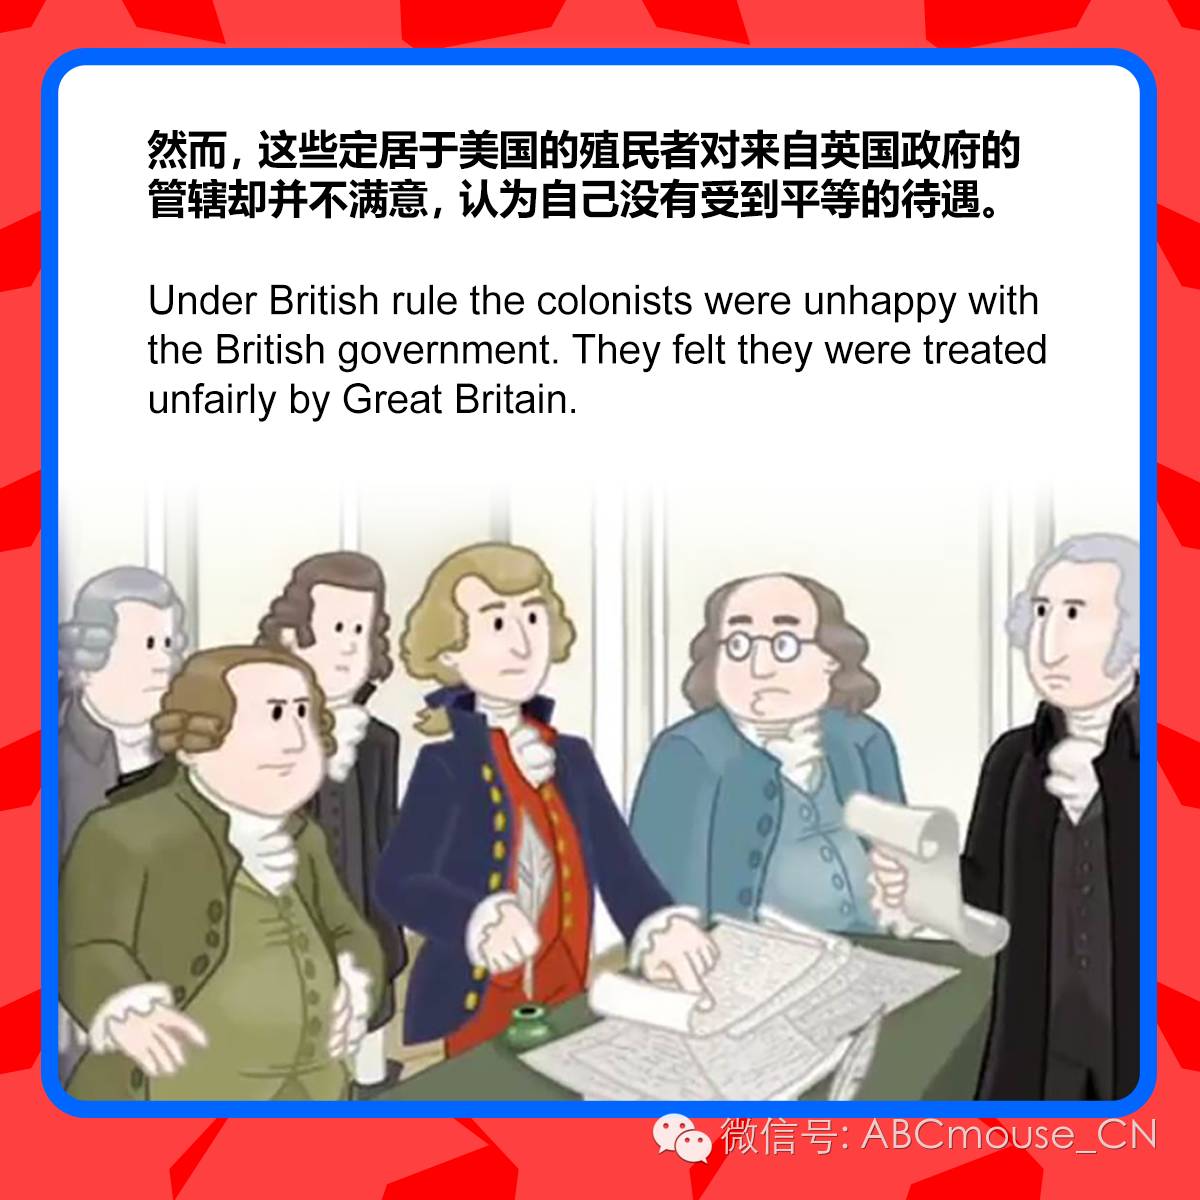 然而，这些定居于美国的殖民者对来自英国政府的
管辖却并不满意，认为自己没有受到平等的待遇。
Under British rule the colonists were unhappy with
the British government. They felt they were treated
unfairly by Great Britain.
微信号: ABCmouse_CN